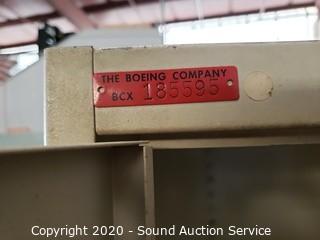 THE BOEING COMPANY
BCX 185595
Copyright 2020 - Sound Auction Service